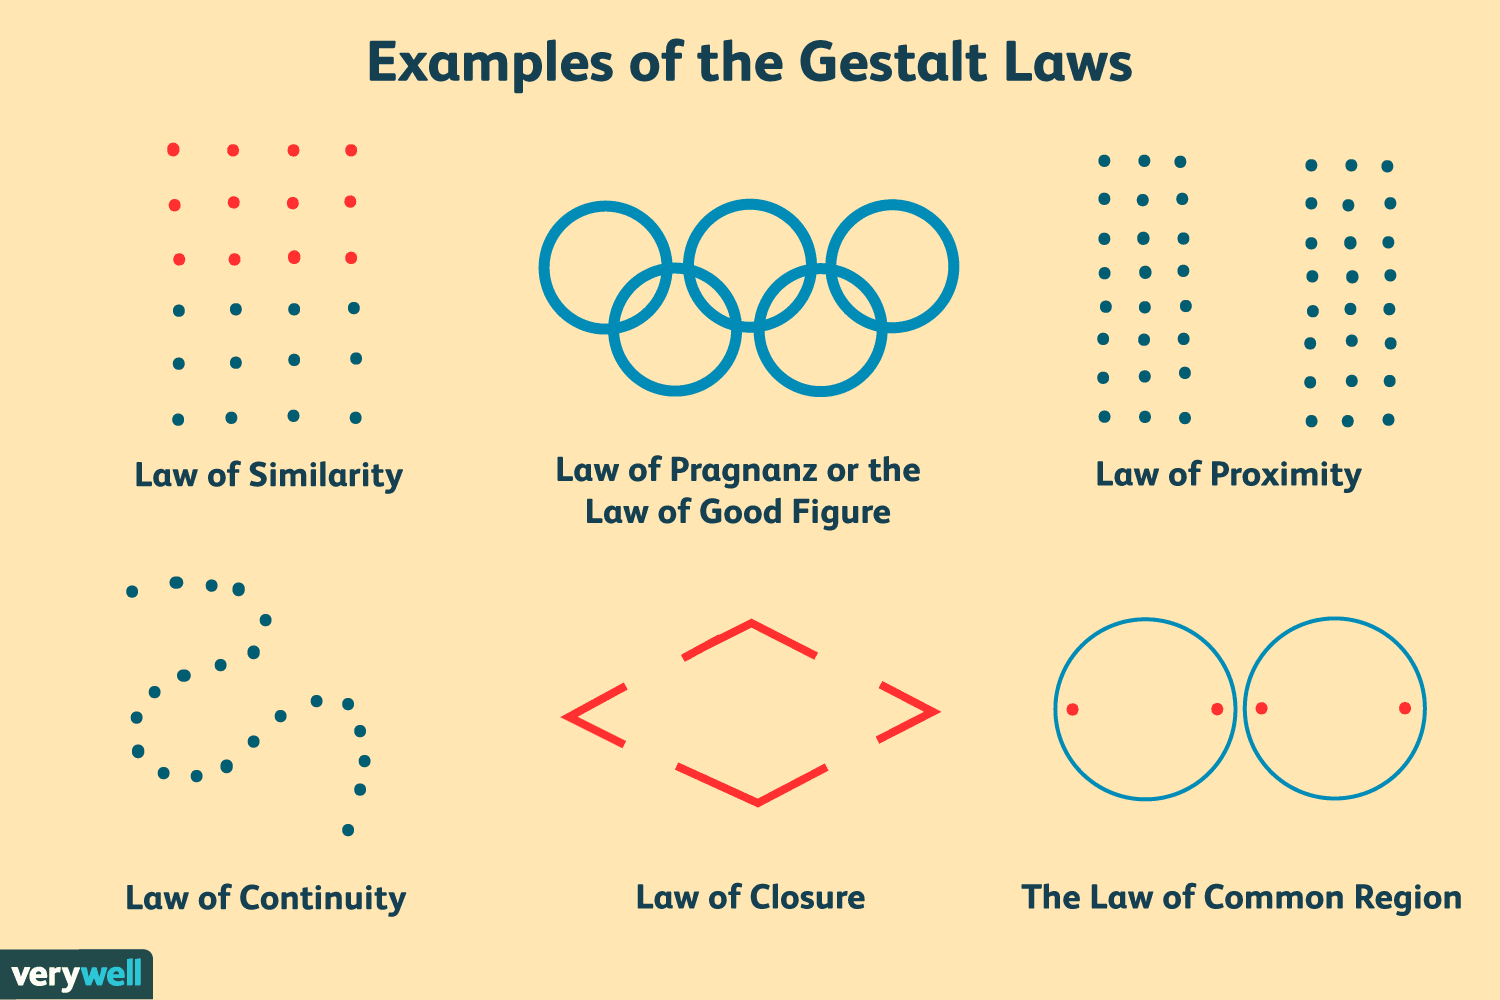 Examples of the Gestalt Laws
Law of Similarity
Law of Pragnanz or the
Law of Good Figure
Law of Proximity
Law of Continuity
Law of Closure
The Law of Common Region
verywell